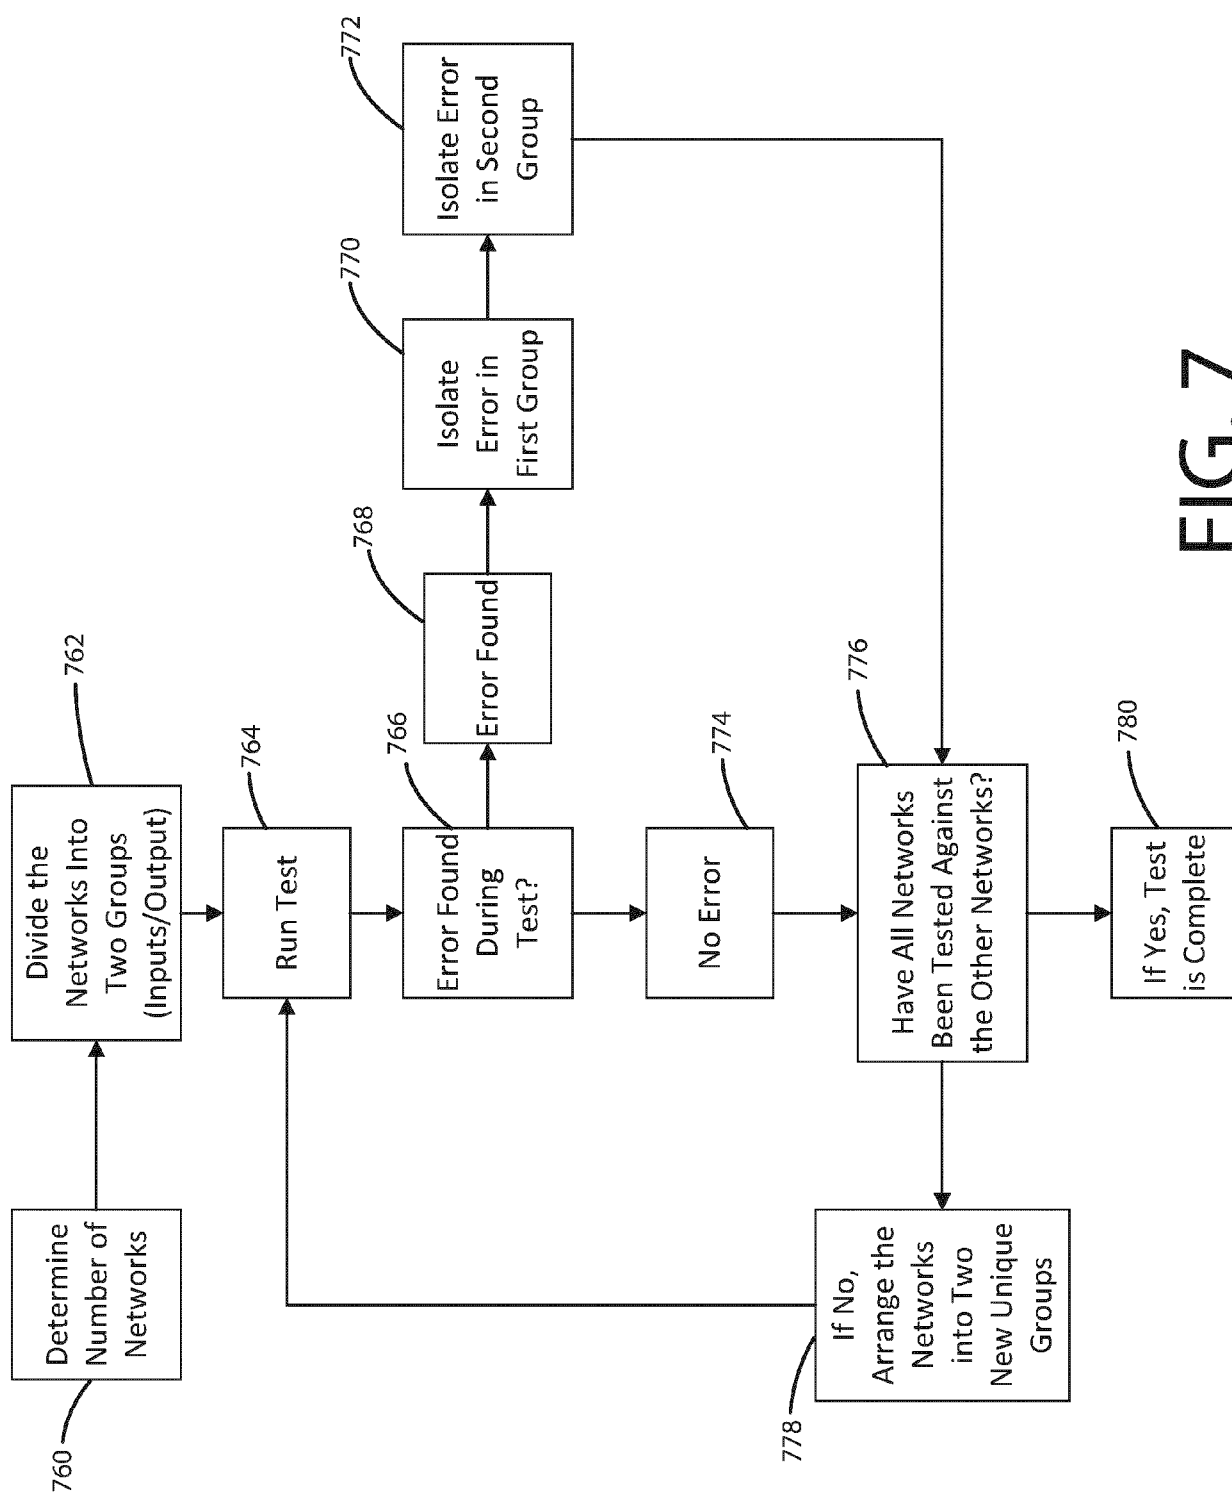 760
Determine
Number of
Networks
762
Divide the
Networks Into
Two Groups
(Inputs/Output)
764
Run Test
766
Error Found
During
Test?
768
Error Found
770
Isolate
Error in
First Group
772
Isolate Error
in Second
Group
774
No Error
776
Have All Networks
Been Tested Against
the Other Networks?
778
If No,
Arrange the
Networks
into Two
New Unique
Groups
780
If Yes, Test
is Complete
FIG. 7